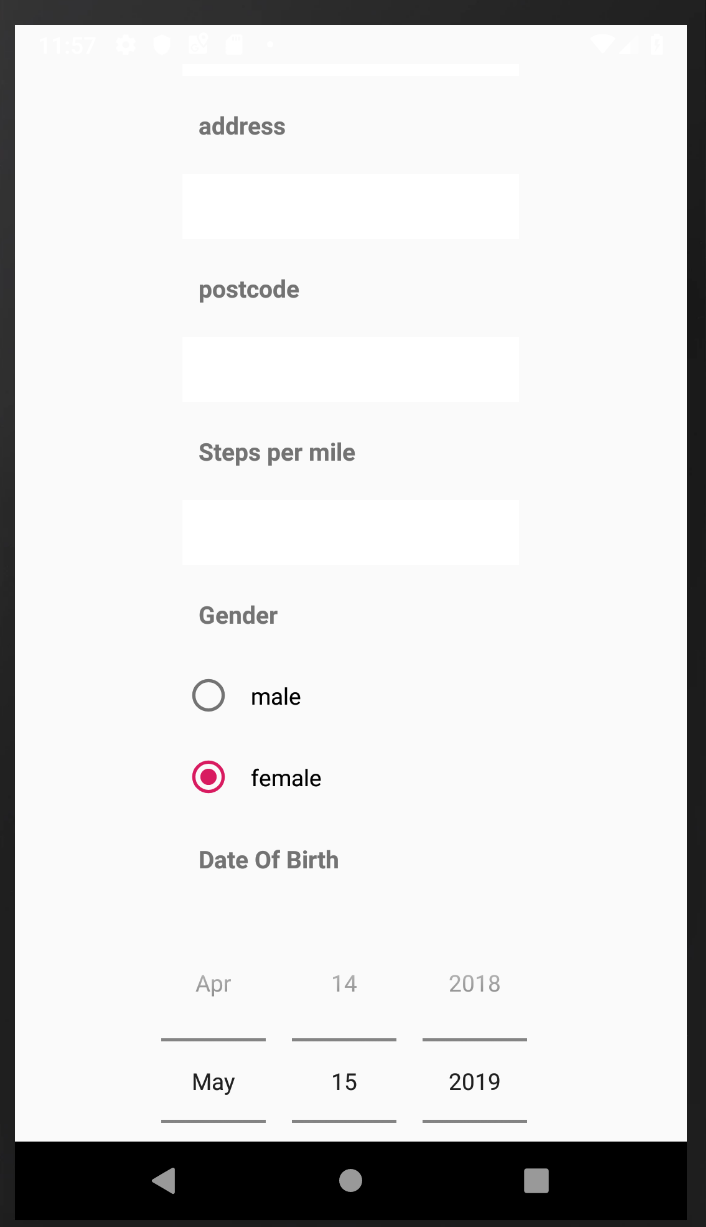 11:57
address
postcode
Steps per mile
Gender
male
female
Date Of Birth
Apr 14 2018
May 15 2019